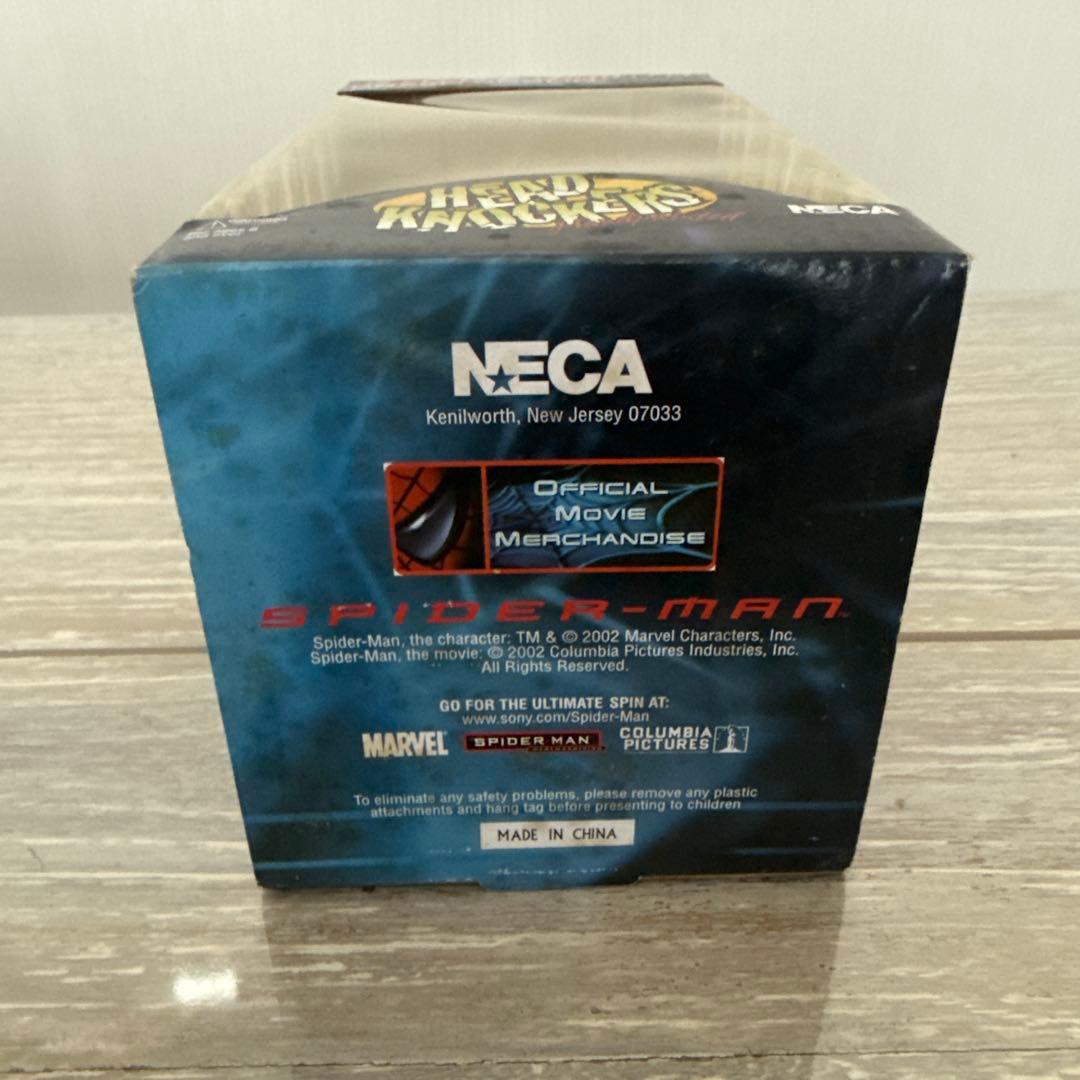 HEAD
KNOCKERS
NECA
NECA
Kenilworth, New Jersey 07033
OFFICIAL
MOVIE
MERCHANDISE
SPIDER-MAN
Spider-Man, the character: TM & © 2002 Marvel Characters, Inc.
Spider-Man, the movie: © 2002 Columbia Pictures Industries, Inc.
All Rights Reserved.
GO FOR THE ULTIMATE SPIN AT:
www.sony.com/Spider-Man
MARVEL
SPIDER-MAN
MERCHANDISING
COLUMBIA
PICTURES
To eliminate any safety problems, please remove any plastic
attachments and hang tag before presenting to children
MADE IN CHINA